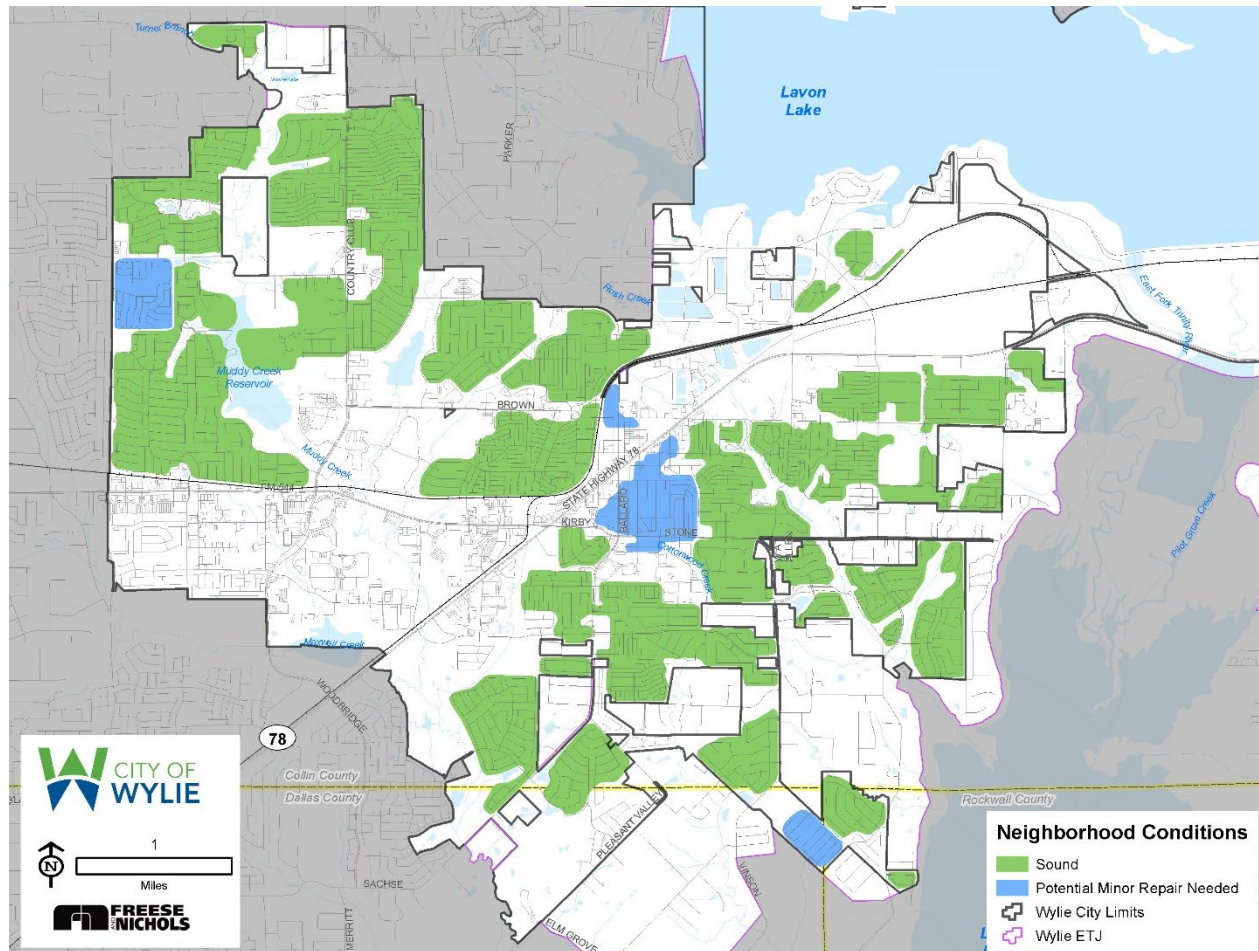 Turner Branch
Lavon
Lake
PARKER
COUNTRY CLUB
Rush Creek
East Fork Trinity River
Muddy Creek
Reservoir
BROWN
Muddy Creek
STATE HIGHWAY 78
FM 544
KIRBY
BALLARD
STONE
Cottonwood Creek
Pilot Grove Creek
Maxwell Creek
WOODBRIDGE
78
CITY OF
WYLIE
Collin County
Dallas County
Rockwall County
PLEASANT VALLEY
N
1
Miles
SACHSE
MERRITT
ELM GROVE
VINSON
FREESE
AND
NICHOLS
Neighborhood Conditions
Sound
Potential Minor Repair Needed
Wylie City Limits
Wylie ETJ